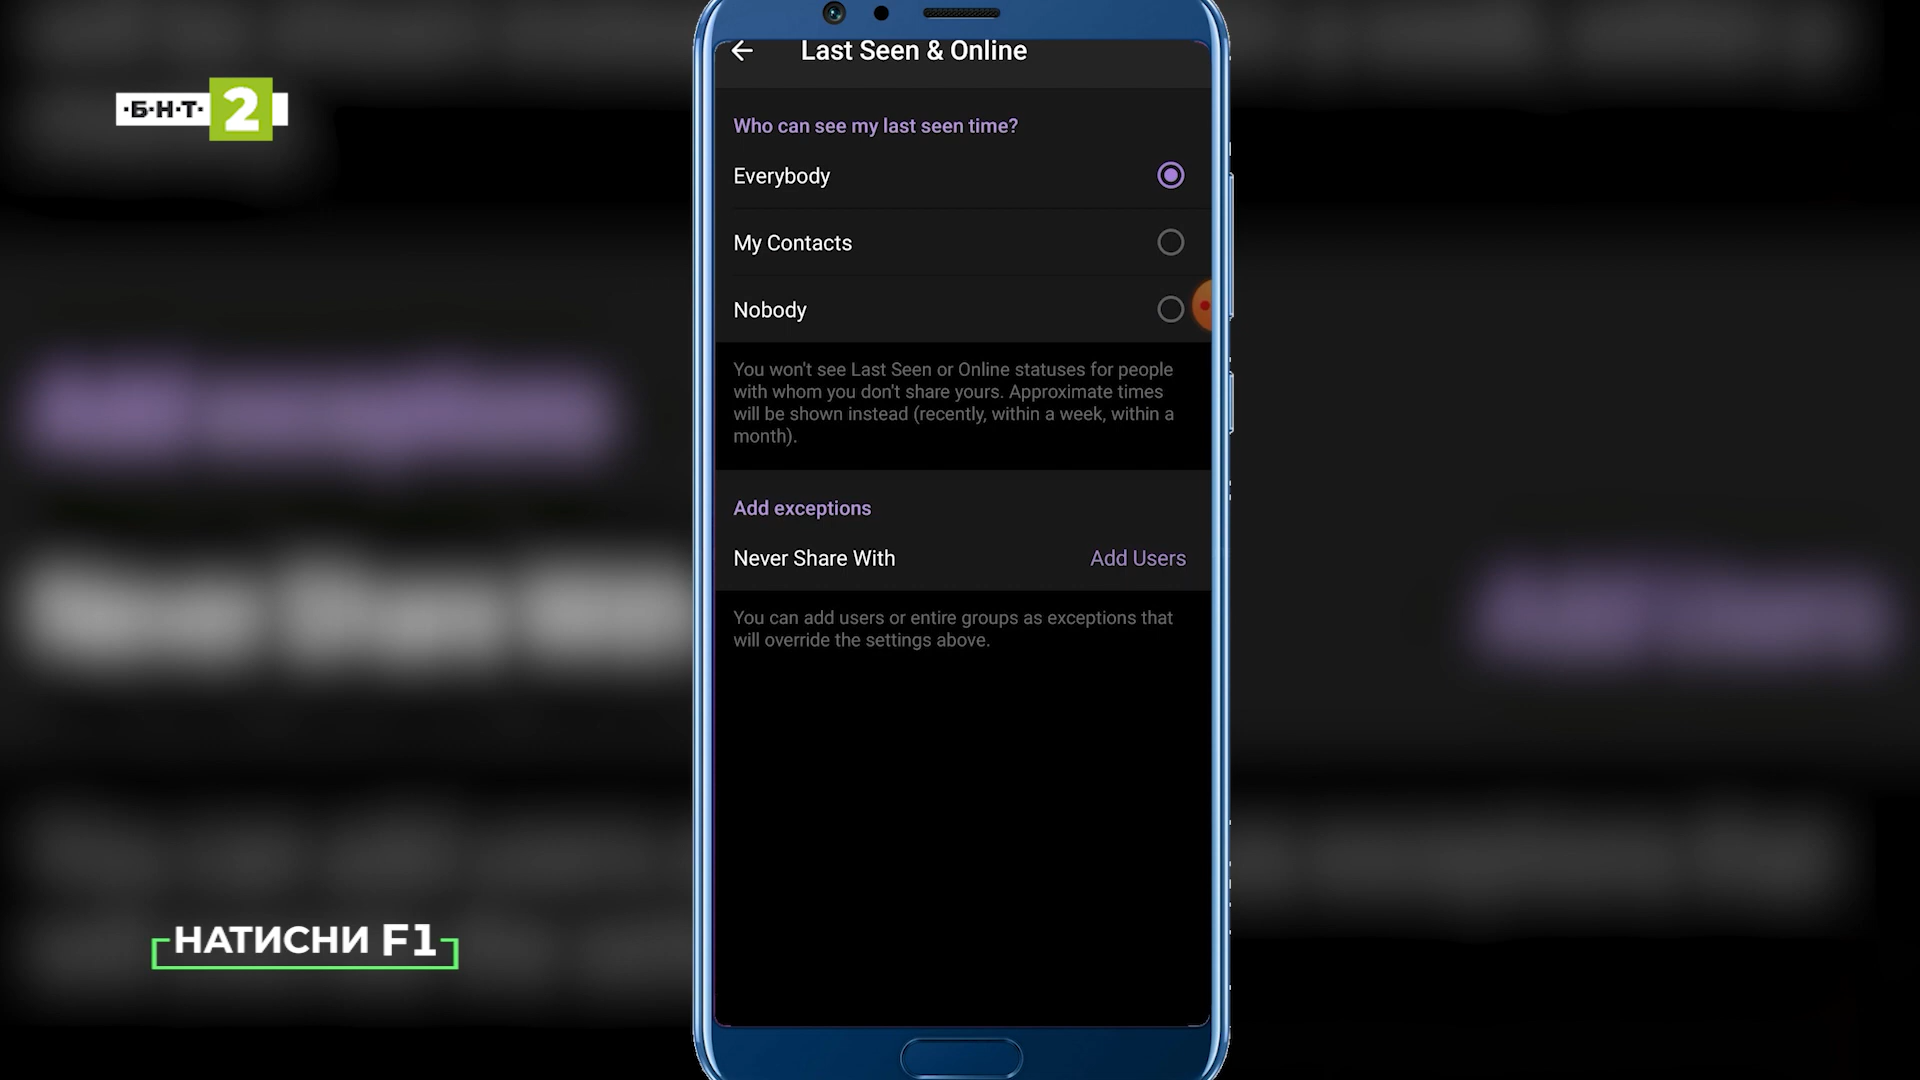 ·Б·Н·Т· 2
Last Seen & Online
Who can see my last seen time?
Everybody
My Contacts
Nobody
You won't see Last Seen or Online statuses for people
with whom you don't share yours. Approximate times
will be shown instead (recently, within a week, within a
month).
Add exceptions
Never Share With
Add Users
You can add users or entire groups as exceptions that
will override the settings above.
НАТИСНИ F1